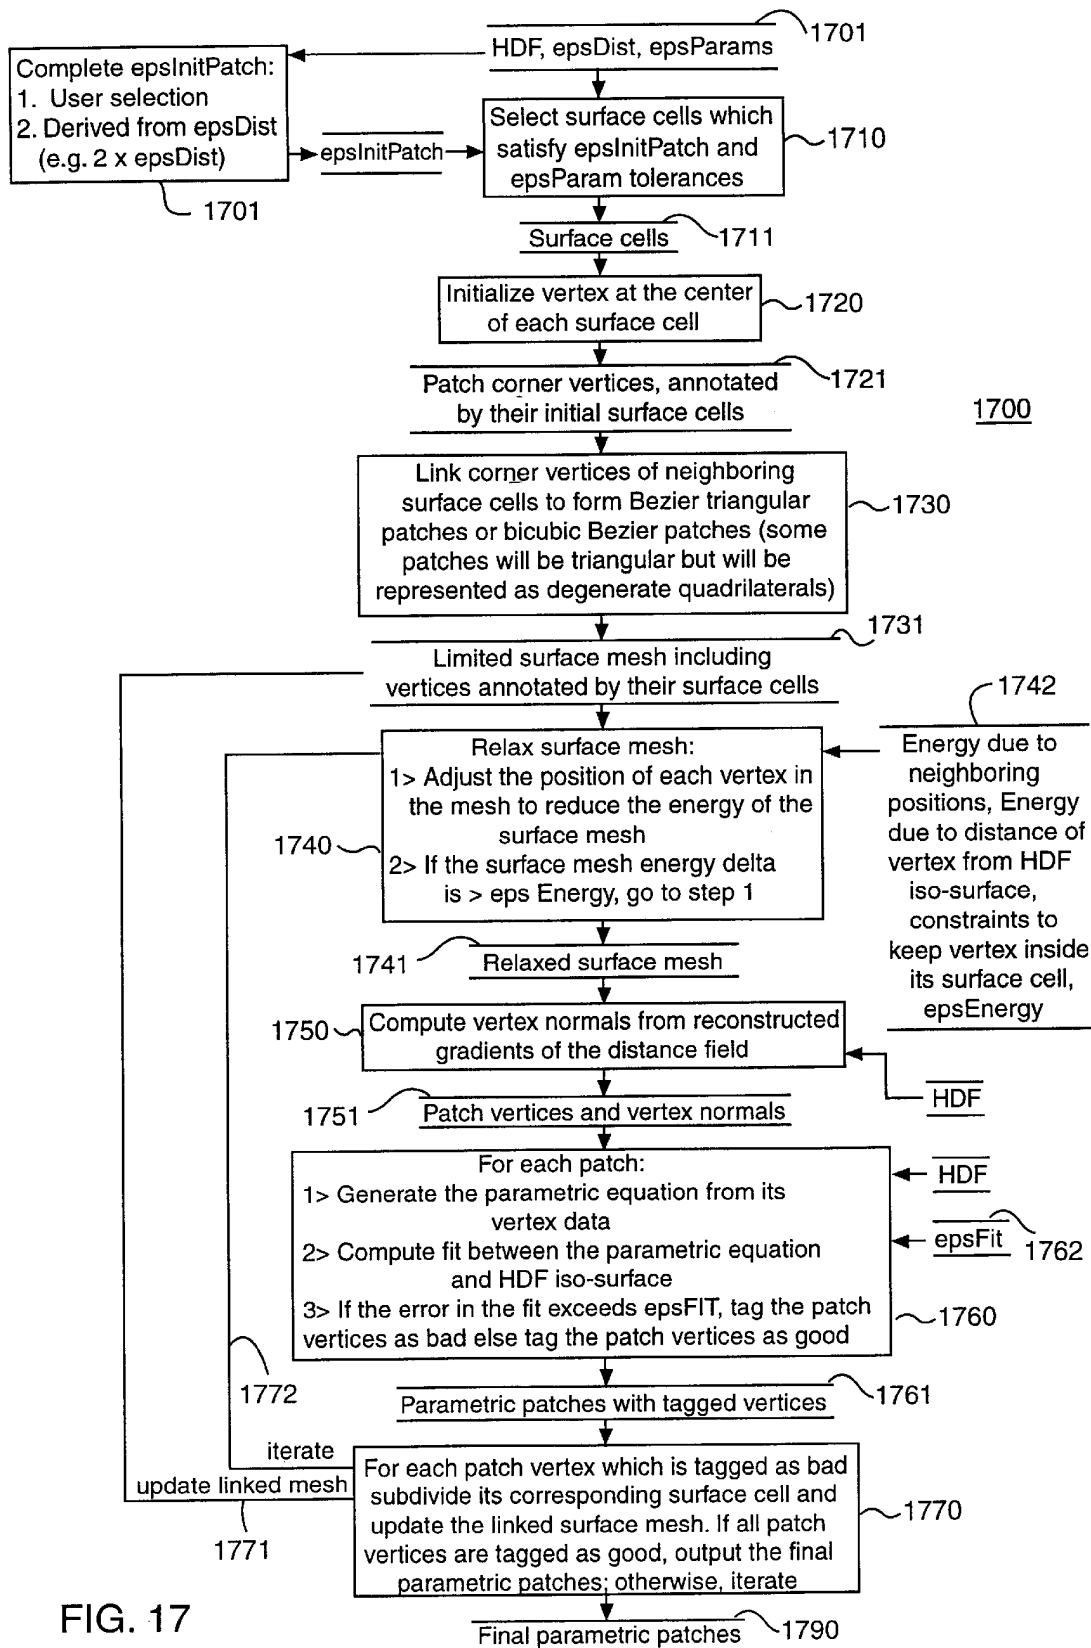 1701
HDF, epsDist, epsParams
Complete epsInitPatch:
1. User selection
2. Derived from epsDist
(e.g. 2 x epsDist)
1701
epsInitPatch
Select surface cells which
satisfy epsInitPatch and
epsParam tolerances
1710
Surface cells
1711
Initialize vertex at the center
of each surface cell
1720
Patch corner vertices, annotated
by their initial surface cells
1721
1700
Link corner vertices of neighboring
surface cells to form Bezier triangular
patches or bicubic Bezier patches (some
patches will be triangular but will be
represented as degenerate quadrilaterals)
1730
1731
Limited surface mesh including
vertices annotated by their surface cells
1742
Relax surface mesh:
1> Adjust the position of each vertex in
the mesh to reduce the energy of the
surface mesh
2> If the surface mesh energy delta
is > eps Energy, go to step 1
1740
Energy due to
neighboring
positions, Energy
due to distance of
vertex from HDF
iso-surface,
constraints to
keep vertex inside
its surface cell,
epsEnergy
1741
Relaxed surface mesh
1750
Compute vertex normals from reconstructed
gradients of the distance field
HDF
1751
Patch vertices and vertex normals
For each patch:
1> Generate the parametric equation from its
vertex data
2> Compute fit between the parametric equation
and HDF iso-surface
3> If the error in the fit exceeds epsFIT, tag the patch
vertices as bad else tag the patch vertices as good
HDF
epsFit
1762
1760
1772
1761
Parametric patches with tagged vertices
iterate
update linked mesh
1771
For each patch vertex which is tagged as bad
subdivide its corresponding surface cell and
update the linked surface mesh. If all patch
vertices are tagged as good, output the final
parametric patches; otherwise, iterate
1770
FIG. 17
Final parametric patches
1790